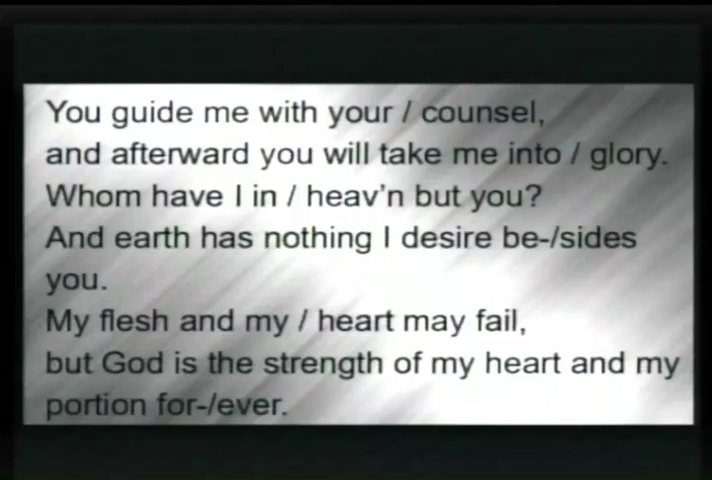 You guide me with your / counsel,
and afterward you will take me into / glory.
Whom have I in / heav'n but you?
And earth has nothing I desire be-/sides
you.
My flesh and my / heart may fail,
but God is the strength of my heart and my
portion for-/ever.